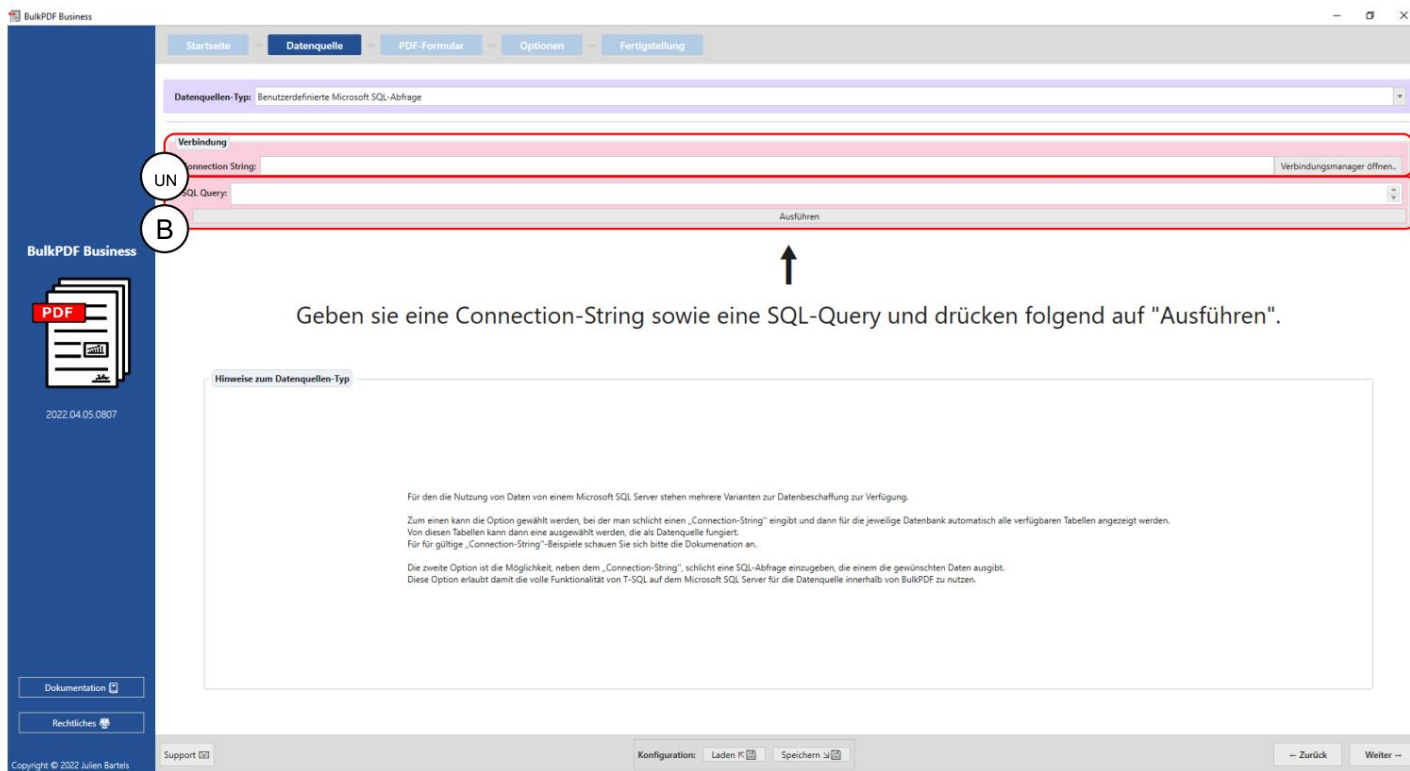 BulkPDF Business
Startseite
Datenquelle
PDF-Formular
Optionen
Fertigstellung
Datenquellen-Typ: Benutzerdefinierte Microsoft SQL-Abfrage
Verbindung
Connection String:
Verbindungsmanager öffnen..
UN
SQL Query:
Ausführen
B
BulkPDF Business
PDF
2022.04.05.0807
Geben sie eine Connection-String sowie eine SQL-Query und drücken folgend auf "Ausführen".
Hinweise zum Datenquellen-Typ
Für den die Nutzung von Daten von einem Microsoft SQL Server stehen mehrere Varianten zur Datenbeschaffung zur Verfügung.
Zum einen kann die Option gewählt werden, bei der man schlicht einen „Connection-String" eingibt und dann für die jeweilige Datenbank automatisch alle verfügbaren Tabellen angezeigt werden.
Von diesen Tabellen kann dann eine ausgewählt werden, die als Datenquelle fungiert.
Für für gültige „Connection-String"-Beispiele schauen Sie sich bitte die Dokumenation an.
Die zweite Option ist die Möglichkeit, neben dem „Connection-String", schlicht eine SQL-Abfrage einzugeben, die einem die gewünschten Daten ausgibt.
Diese Option erlaubt damit die volle Funktionalität von T-SQL auf dem Microsoft SQL Server für die Datenquelle innerhalb von BulkPDF zu nutzen.
Dokumentation
Rechtliches
Copyright © 2022 Julien Bartels
Support
Konfiguration: Laden Speichern
← Zurück
Weiter →